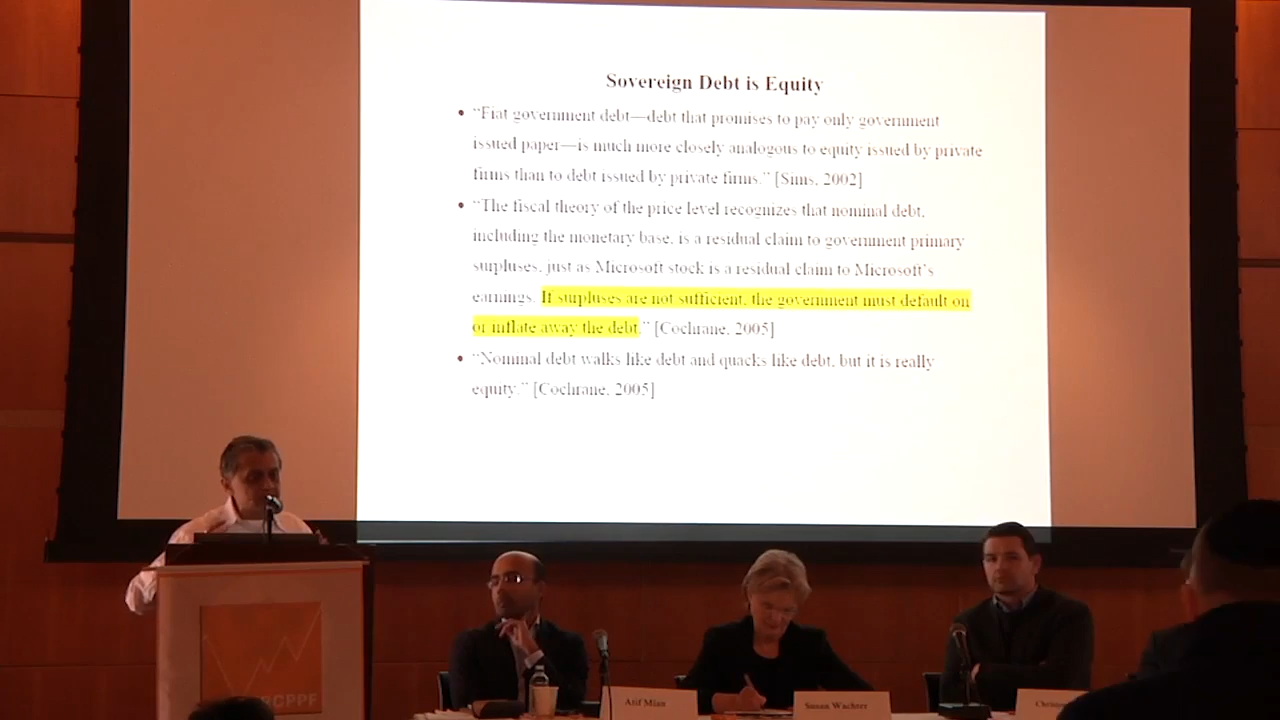 Sovereign Debt is Equity
• “Fiat government debt—debt that promises to pay only government
issued paper—is much more closely analogous to equity issued by private
firms than to debt issued by private firms.” [Sims, 2002]
• “The fiscal theory of the price level recognizes that nominal debt,
including the monetary base, is a residual claim to government primary
surpluses, just as Microsoft stock is a residual claim to Microsoft’s
earnings. If surpluses are not sufficient, the government must default on
or inflate away the debt.” [Cochrane, 2005]
• “Nominal debt walks like debt and quacks like debt, but it is really
equity.” [Cochrane, 2005]
CPPF
Atif Mian
Susan Wachter